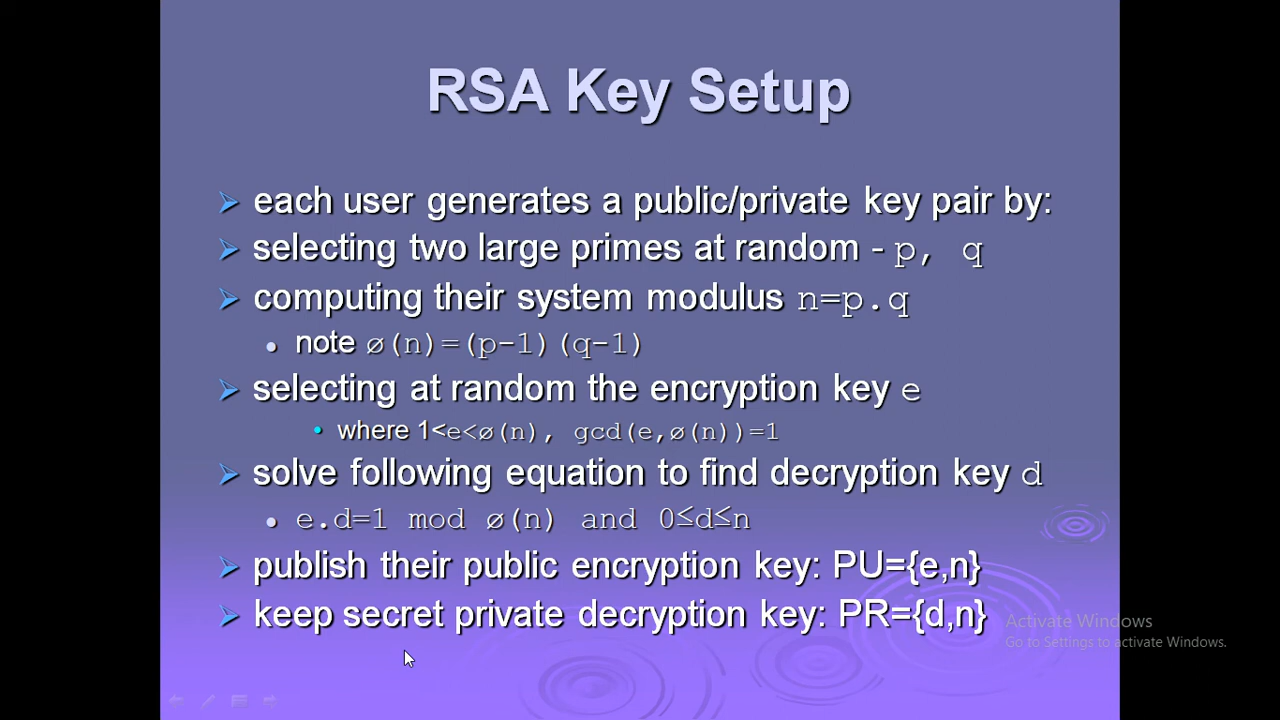 RSA Key Setup
each user generates a public/private key pair by:
selecting two large primes at random - p, q
computing their system modulus n=p.q
note ø(n)=(p-1)(q-1)
selecting at random the encryption key e
where 1<e<ø(n), gcd(e,ø(n))=1
solve following equation to find decryption key d
e.d=1 mod ø(n) and 0≤d≤n
publish their public encryption key: PU={e,n}
keep secret private decryption key: PR={d,n}
Activate Windows
Go to Settings to activate Windows.